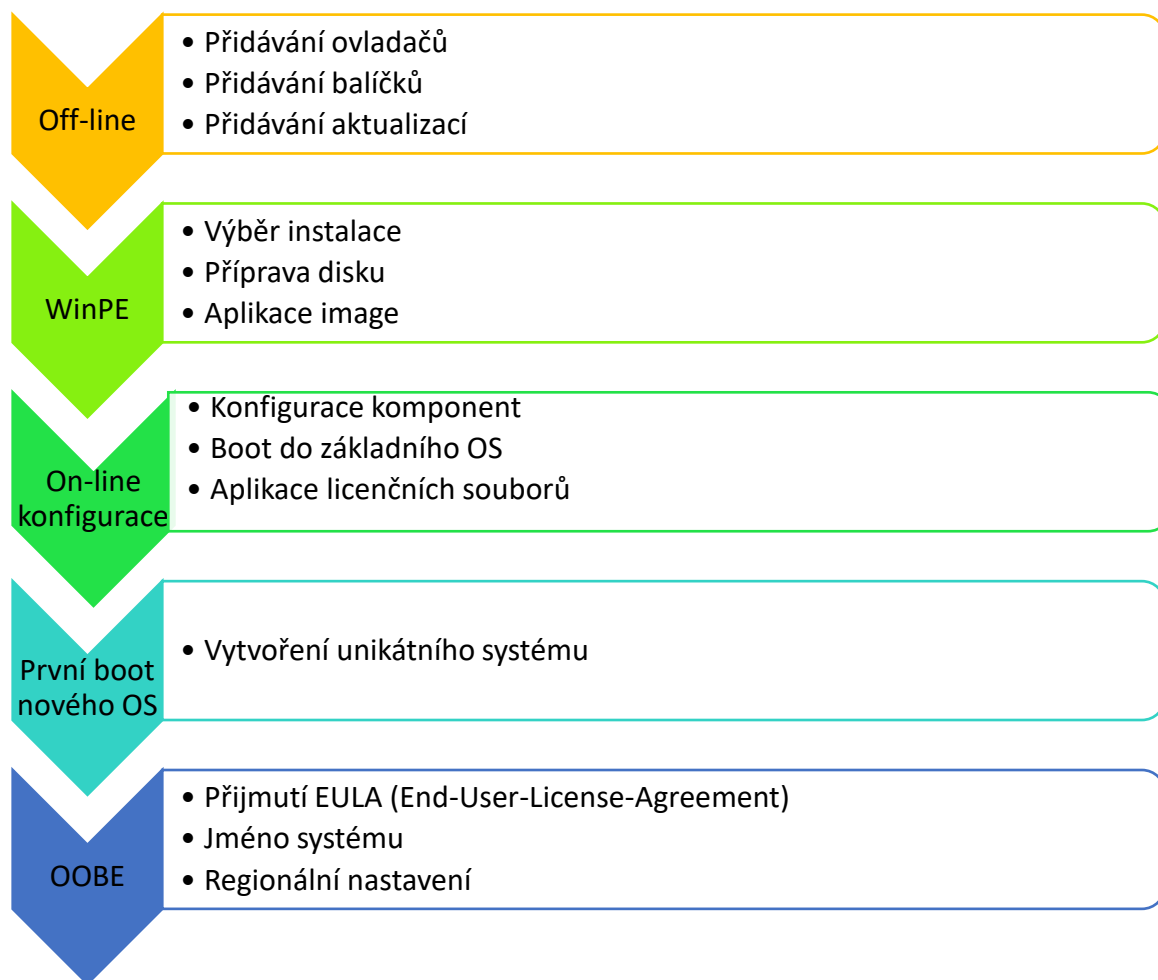 Off-line
• Přidávání ovladačů
• Přidávání balíčků
• Přidávání aktualizací
WinPE
• Výběr instalace
• Příprava disku
• Aplikace image
On-line
konfigurace
• Konfigurace komponent
• Boot do základního OS
• Aplikace licenčních souborů
První boot
nového OS
• Vytvoření unikátního systému
OOBE
• Přijmutí EULA (End-User-License-Agreement)
• Jméno systému
• Regionální nastavení